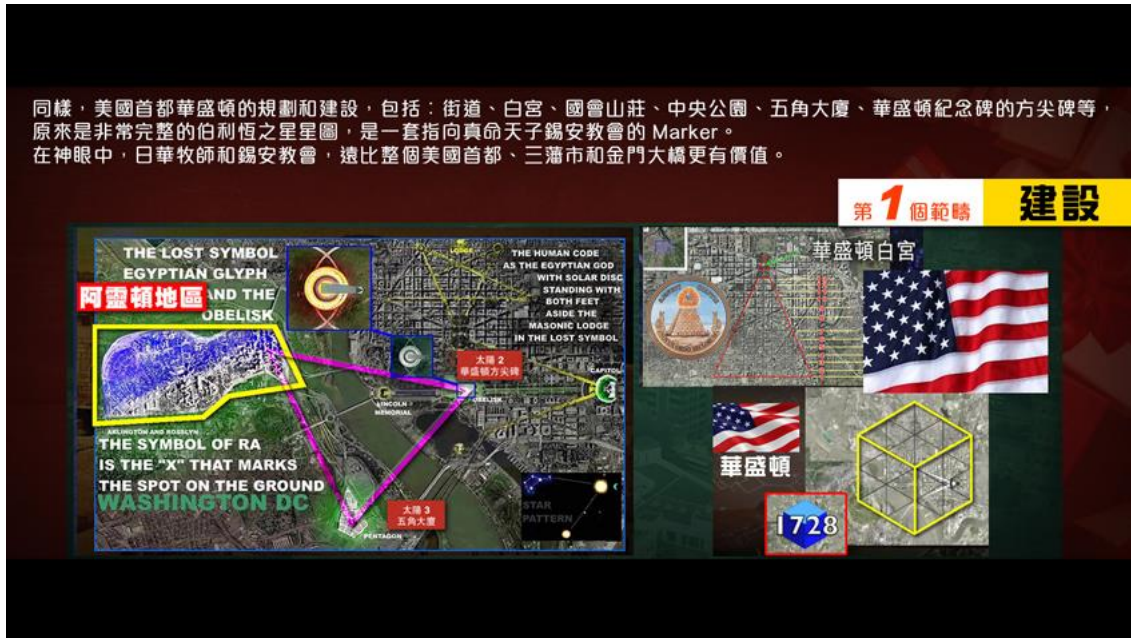 同樣，美國首都華盛頓的規劃和建設，包括：街道、白宮、國會山莊、中央公園、五角大廈、華盛頓紀念碑的方尖碑等，
原來是非常完整的伯利恆之星星圖，是一套指向真命天子錫安教會的 Marker。
在神眼中，日華牧師和錫安教會，遠比整個美國首都、三藩市和金門大橋更有價值。
第1個範疇 建設
THE LOST SYMBOL
EGYPTIAN GLYPH
AND THE
OBELISK
阿靈頓地區
LODGE
THE HUMAN CODE
AS THE EGYPTIAN GOD
WITH SOLAR DISC
STANDING WITH
BOTH FEET
ASIDE THE
MASONIC LODGE
IN THE LOST SYMBOL
太陽 2
華盛頓方尖碑
OBELISK
CAPITOL
LINCOLN
MEMORIAL
ARLINGTON AND ROSSLYN
THE SYMBOL OF RA
IS THE "X" THAT MARKS
THE SPOT ON THE GROUND
WASHINGTON DC
太陽 3
五角大廈
PENTAGON
STAR
PATTERN
華盛頓白宮
華盛頓
1728